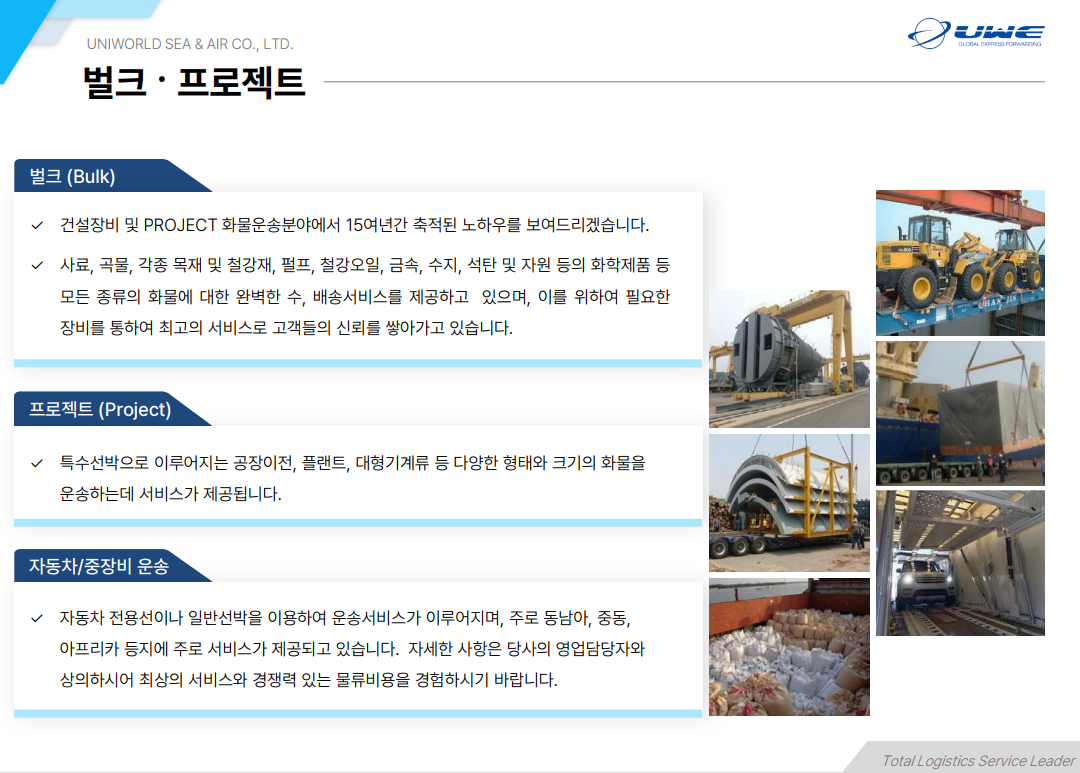 UNIWORLD SEA & AIR CO., LTD.
벌크 · 프로젝트
UWE
GLOBAL EXPRESS FORWARDING
벌크 (Bulk)
✓ 건설장비 및 PROJECT 화물운송분야에서 15여년간 축적된 노하우를 보여드리겠습니다.
✓ 사료, 곡물, 각종 목재 및 철강재, 펄프, 철강오일, 금속, 수지, 석탄 및 자원 등의 화학제품 등
모든 종류의 화물에 대한 완벽한 수, 배송서비스를 제공하고 있으며, 이를 위하여 필요한
장비를 통하여 최고의 서비스로 고객들의 신뢰를 쌓아가고 있습니다.
프로젝트 (Project)
✓ 특수선박으로 이루어지는 공장이전, 플랜트, 대형기계류 등 다양한 형태와 크기의 화물을
운송하는데 서비스가 제공됩니다.
자동차/중장비 운송
✓ 자동차 전용선이나 일반선박을 이용하여 운송서비스가 이루어지며, 주로 동남아, 중동,
아프리카 등지에 주로 서비스가 제공되고 있습니다. 자세한 사항은 당사의 영업담당자와
상의하시어 최상의 서비스와 경쟁력 있는 물류비용을 경험하시기 바랍니다.
HANJIN
Total Logistics Service Leader